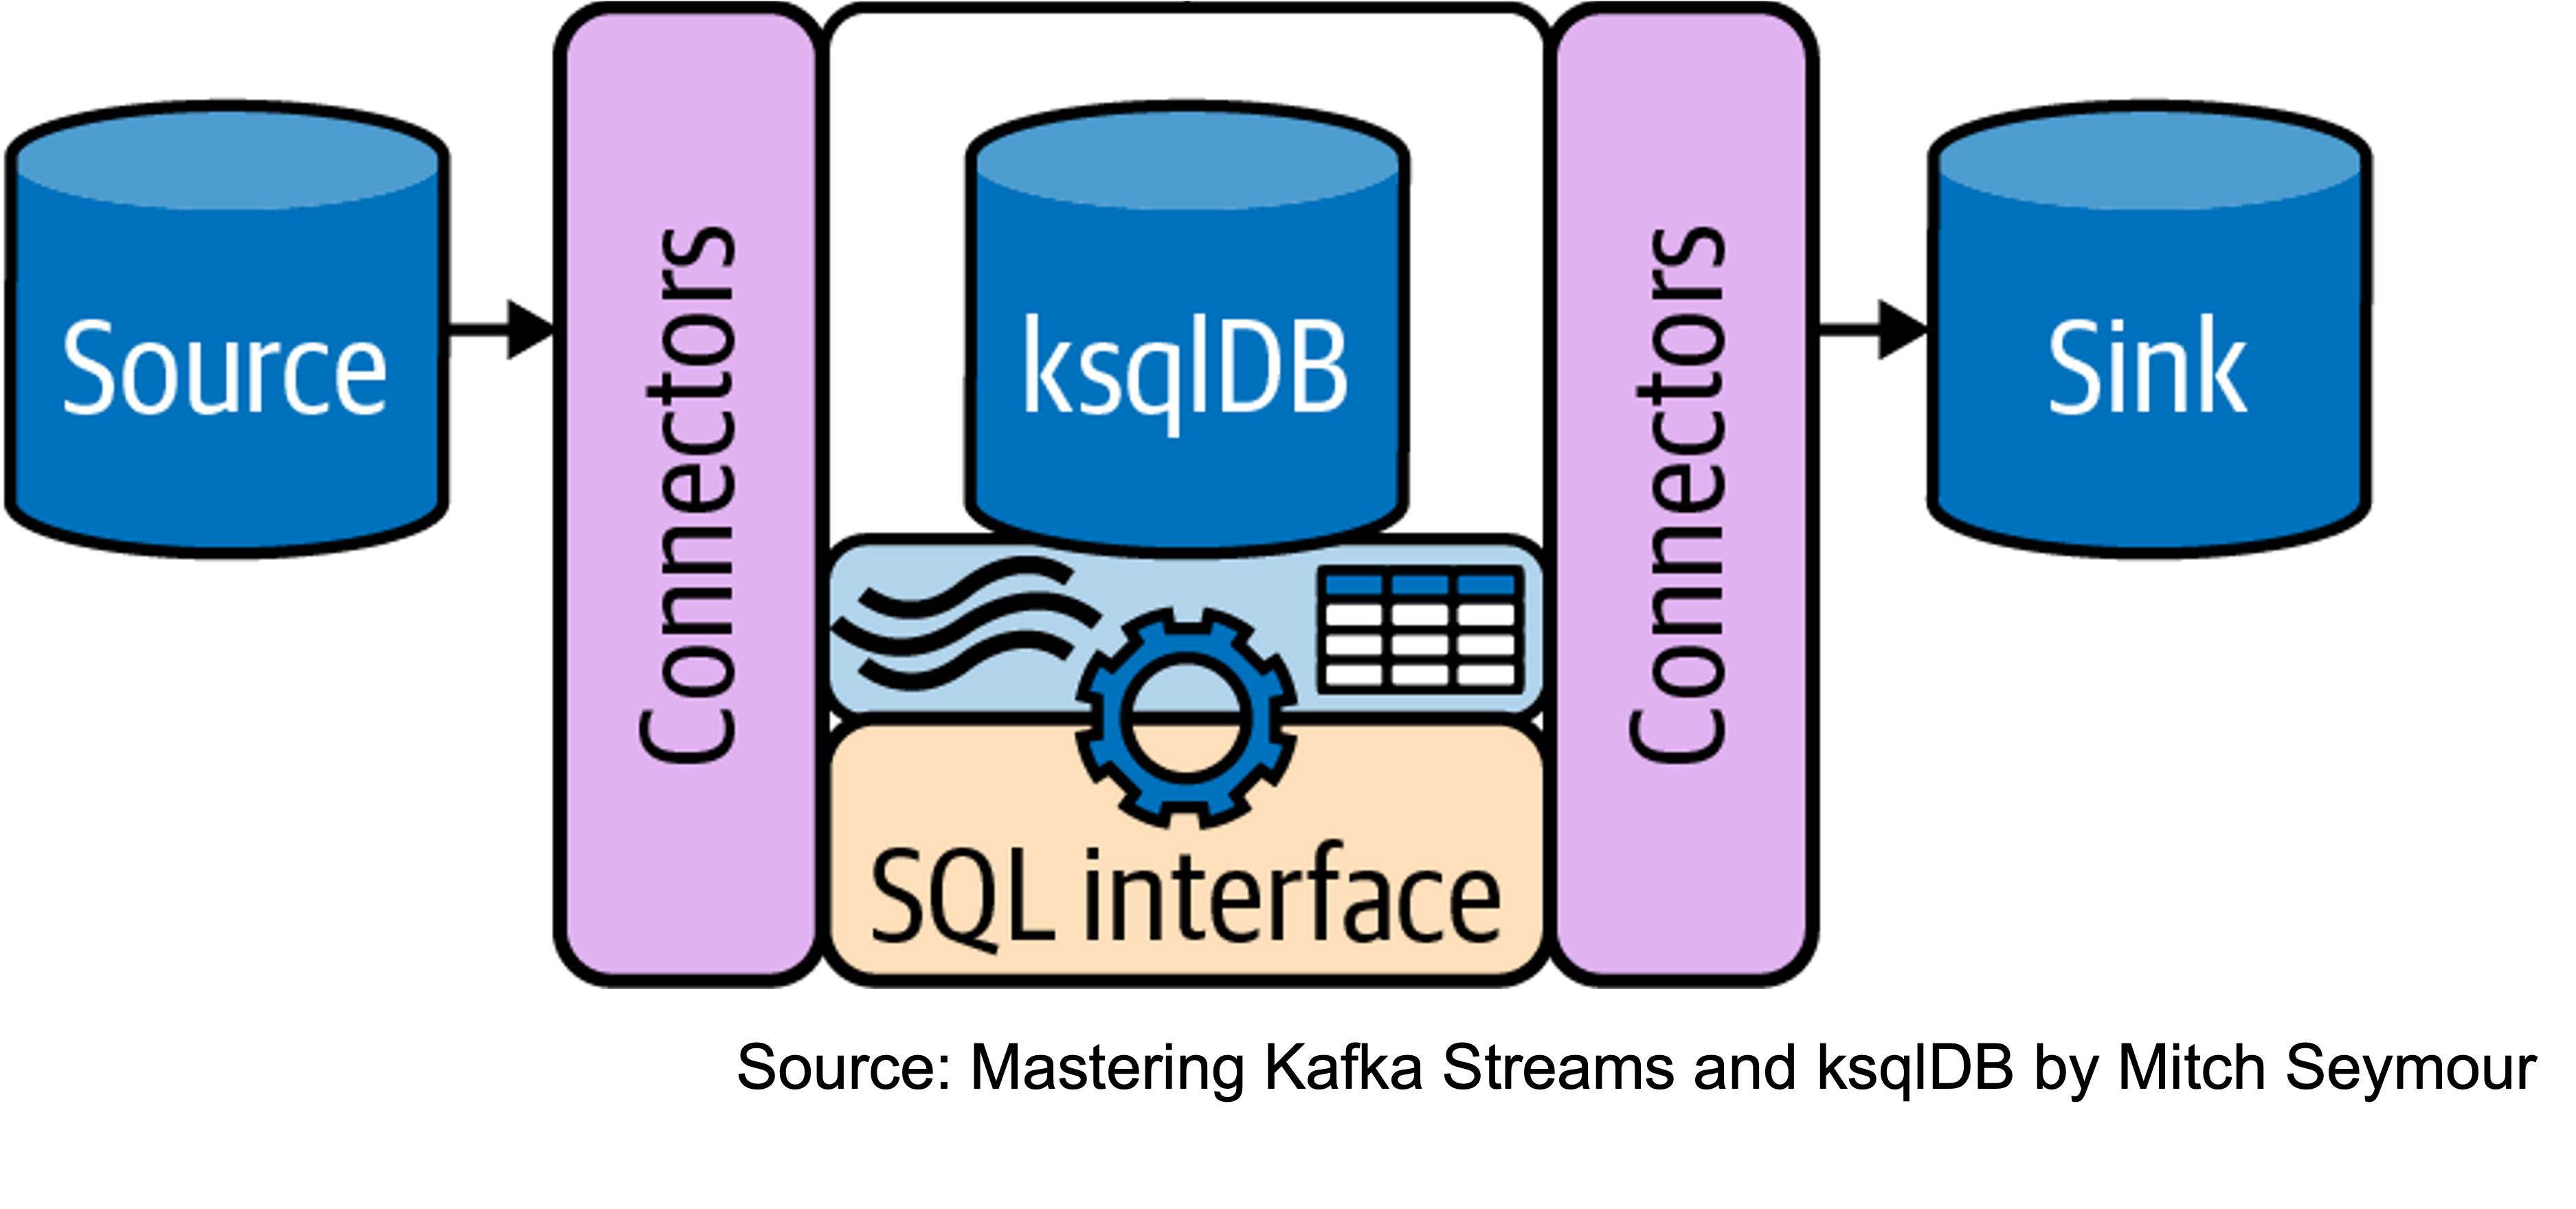 Source
Connectors
ksqlDB
SQL interface
Connectors
Sink
Source: Mastering Kafka Streams and ksqlDB by Mitch Seymour